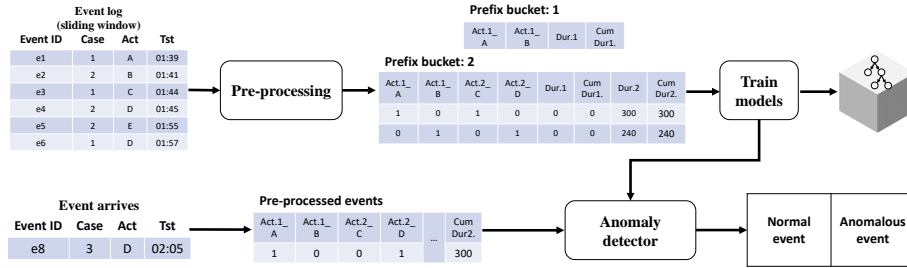 Event log
(sliding window)
Event ID Case Act Tst
e1 1 A 01:39
e2 2 B 01:41
e3 1 C 01:44
e4 2 D 01:45
e5 2 E 01:55
e6 1 D 01:57
Pre-processing
Prefix bucket: 1
Act.1_ Act.1_ Dur.1 Cum
A B Dur1.
Prefix bucket: 2
Act.1_ Act.1_ Act.2_ Act.2_ Dur.1 Cum Dur.2 Cum
A B C D Dur1. Dur2.
1 0 1 0 0 0 300 300
0 1 0 1 0 0 240 240
Train
models
Event arrives
Event ID Case Act Tst
e8 3 D 02:05
Pre-processed events
Act.1_ Act.1_ Act.2_ Act.2_ ... Cum
A B C D Dur2.
1 0 0 1 300
Anomaly
detector
Normal
event
Anomalous
event